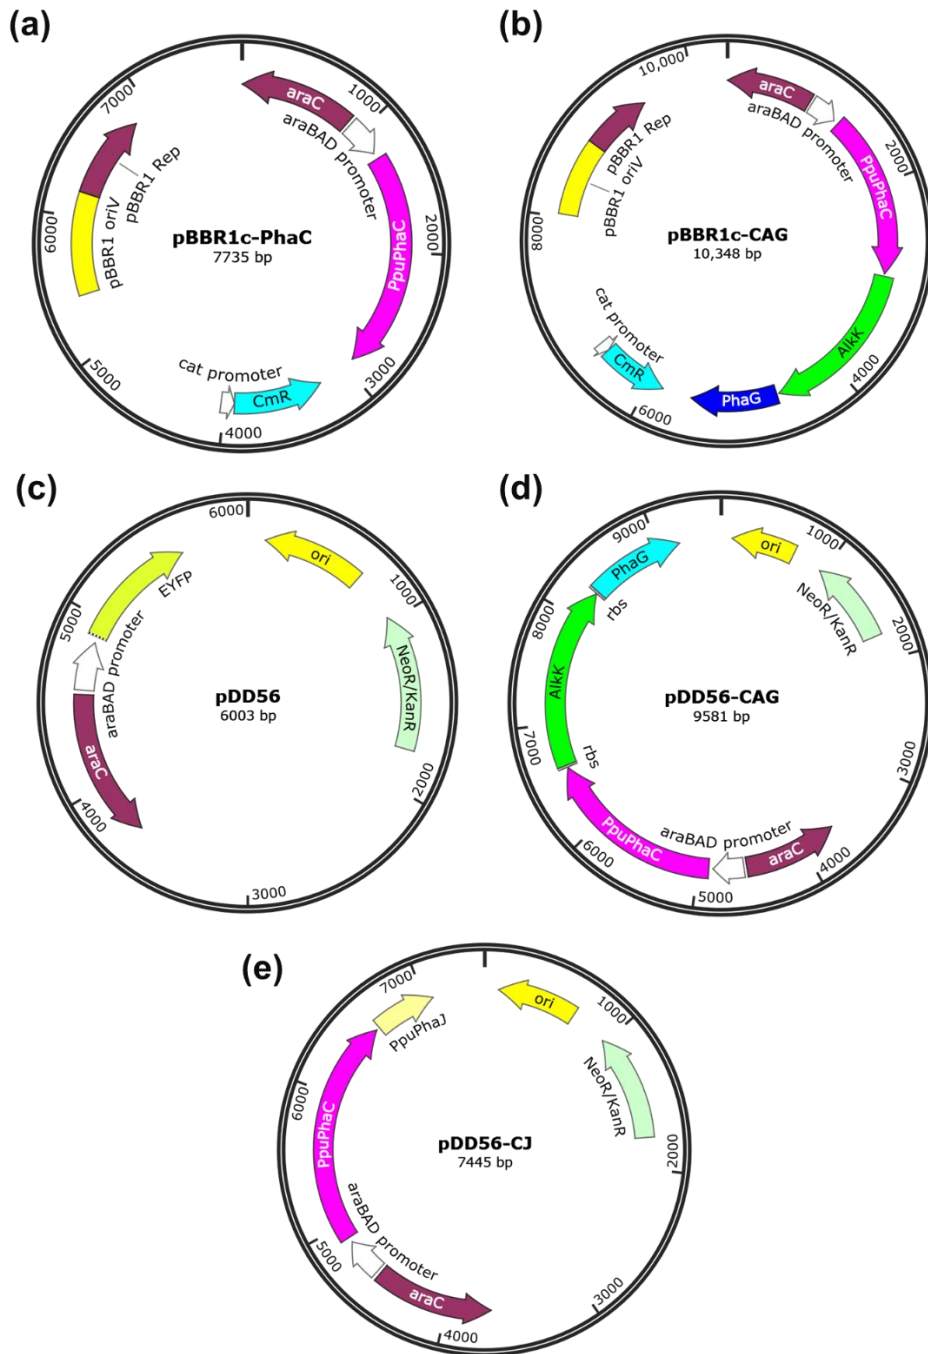 (a)
7000
1000
araC
araBAD promoter
pBBR1 Rep
pBBR1 oriV
6000
pBBR1c-PhaC
7735 bp
PpuPhaC
2000
5000
cat promoter
CmR
3000
4000
(b)
10,000
araC
araBAD promoter
pBBR1 Rep
pBBR1 oriV
PpuPhaC
2000
8000
pBBR1c-CAG
10,348 bp
cat promoter
CmR
AlkK
4000
PhaG
6000
(c)
6000
ori
1000
EYFP
5000
araBAD promoter
NeoR/KanR
pDD56
6003 bp
araC
4000
2000
3000
(d)
9000
ori
1000
PhaG
rbs
NeoR/KanR
8000
2000
AlkK
pDD56-CAG
9581 bp
7000
rbs
3000
PpuPhaC
araBAD promoter
araC
6000
4000
5000
(e)
7000
ori
1000
PpuPhaJ
NeoR/KanR
6000
PpuPhaC
pDD56-CJ
7445 bp
2000
araBAD promoter
5000
araC
3000
4000